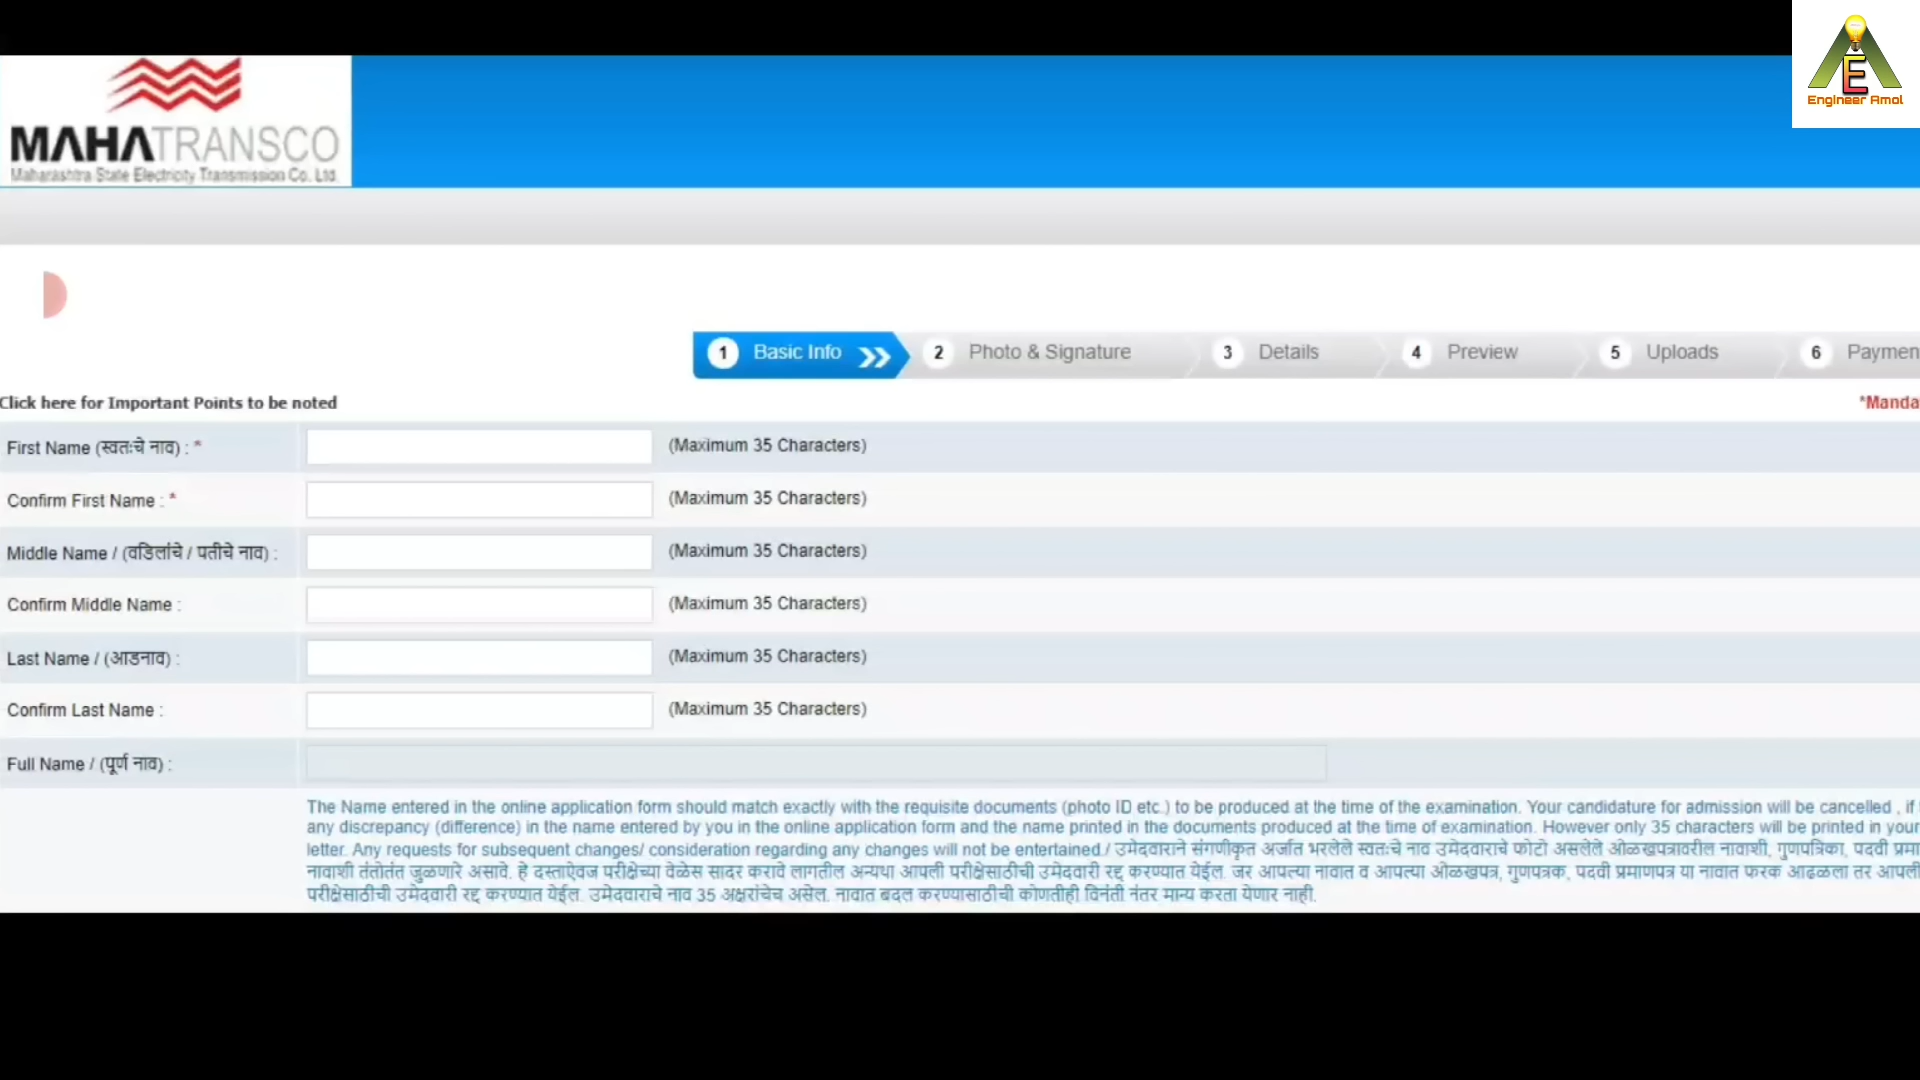 E
Engineer Amol
MAHATRANSCO
Maharashtra State Electricity Transmission Co. Ltd.
1 Basic Info 2 Photo & Signature 3 Details 4 Preview 5 Uploads 6 Paymen
Click here for Important Points to be noted *Manda
First Name (स्वतःचे नाव) : * (Maximum 35 Characters)
Confirm First Name : * (Maximum 35 Characters)
Middle Name / (वडिलांचे / पतीचे नाव) : (Maximum 35 Characters)
Confirm Middle Name : (Maximum 35 Characters)
Last Name / (आडनाव) : (Maximum 35 Characters)
Confirm Last Name : (Maximum 35 Characters)
Full Name / (पूर्ण नाव) :
The Name entered in the online application form should match exactly with the requisite documents (photo ID etc.) to be produced at the time of the examination. Your candidature for admission will be cancelled , if
any discrepancy (difference) in the name entered by you in the online application form and the name printed in the documents produced at the time of examination. However only 35 characters will be printed in your
letter. Any requests for subsequent changes/ consideration regarding any changes will not be entertained./ उमेदवाराने संगणीकृत अर्जात भरलेले स्वतःचे नाव उमेदवाराचे फोटो असलेले ओळखपत्रावरील नावाशी, गुणपत्रिका, पदवी प्रमा
नावाशी तंतोतंत जुळणारे असावे. हे दस्ताऐवज परीक्षेच्या वेळेस सादर करावे लागतील अन्यथा आपली परीक्षेसाठीची उमेदवारी रद्द करण्यात येईल. जर आपल्या नावात व आपल्या ओळखपत्र, गुणपत्रक, पदवी प्रमाणपत्र या नावात फरक आढळला तर आपली
परीक्षेसाठीची उमेदवारी रद्द करण्यात येईल. उमेदवाराचे नाव 35 अक्षरांचेच असेल. नावात बदल करण्यासाठीची कोणतीही विनंती नंतर मान्य करता येणार नाही.